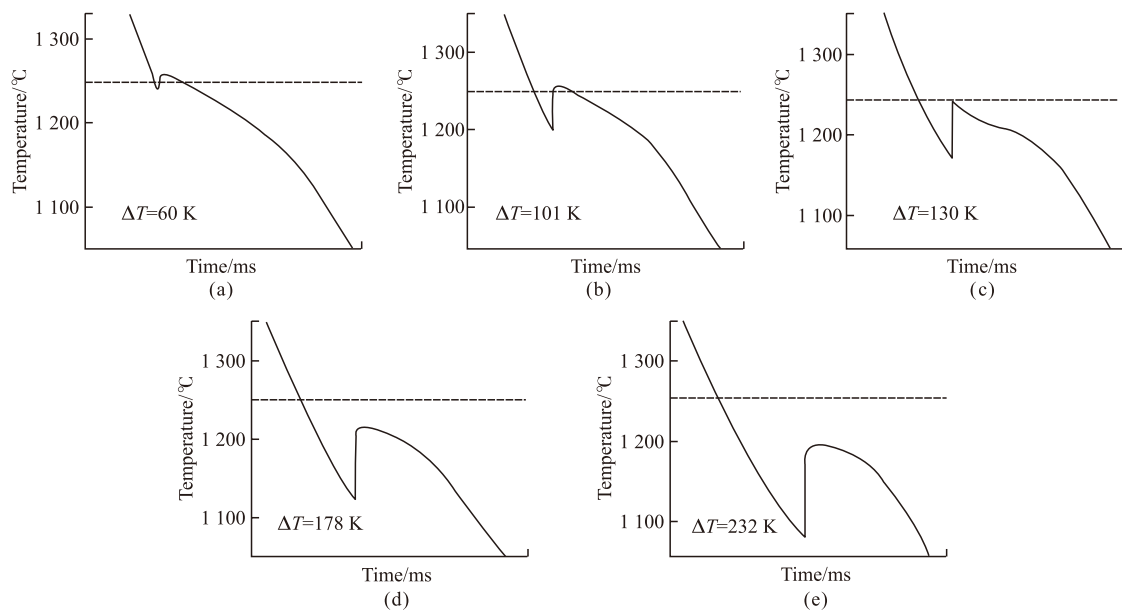 1 300
1 200
1 100
Temperature/℃
ΔT=60 K
Time/ms
(a)
1 300
1 200
1 100
Temperature/℃
ΔT=101 K
Time/ms
(b)
1 300
1 200
1 100
Temperature/℃
ΔT=130 K
Time/ms
(c)
1 300
1 200
1 100
Temperature/℃
ΔT=178 K
Time/ms
(d)
1 300
1 200
1 100
Temperature/℃
ΔT=232 K
Time/ms
(e)